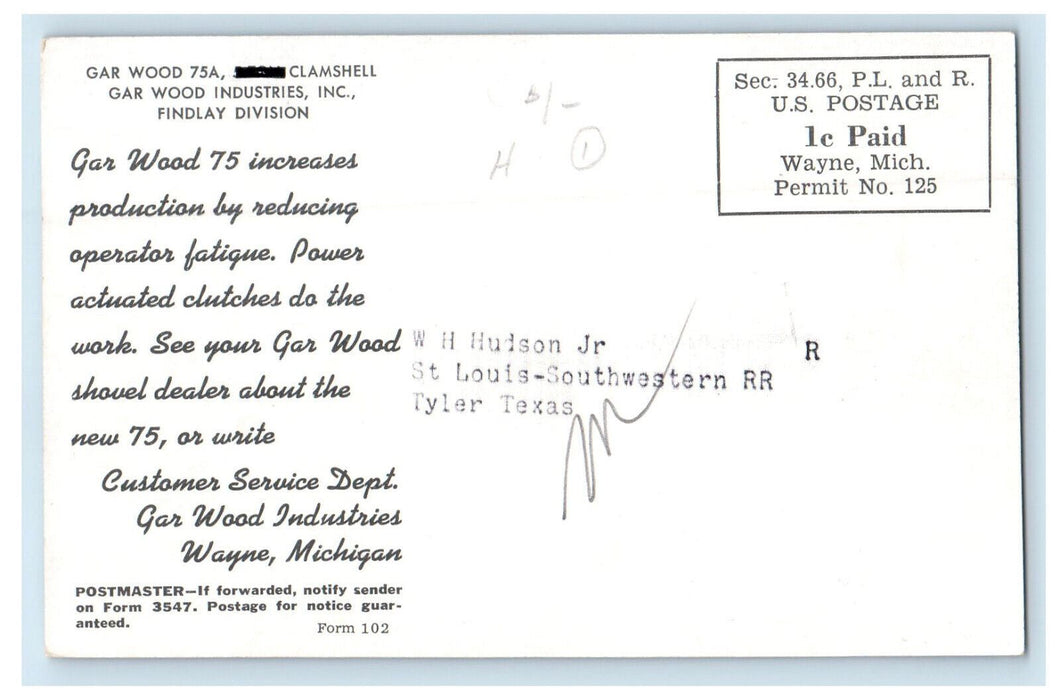 GAR WOOD 75A, CLAMSHELL
GAR WOOD INDUSTRIES, INC.,
FINDLAY DIVISION
Gar Wood 75 increases
production by reducing
operator fatigue. Power
actuated clutches do the
work. See your Gar Wood
shovel dealer about the
new 75, or write
Customer Service Dept.
Gar Wood Industries
Wayne, Michigan
POSTMASTER—If forwarded, notify sender
on Form 3547. Postage for notice guar-
anteed.
Form 102
H 1
Sec. 34.66, P.L. and R.
U.S. POSTAGE
1c Paid
Wayne, Mich.
Permit No. 125
W H Hudson Jr R
St Louis-Southwestern RR
Tyler Texas